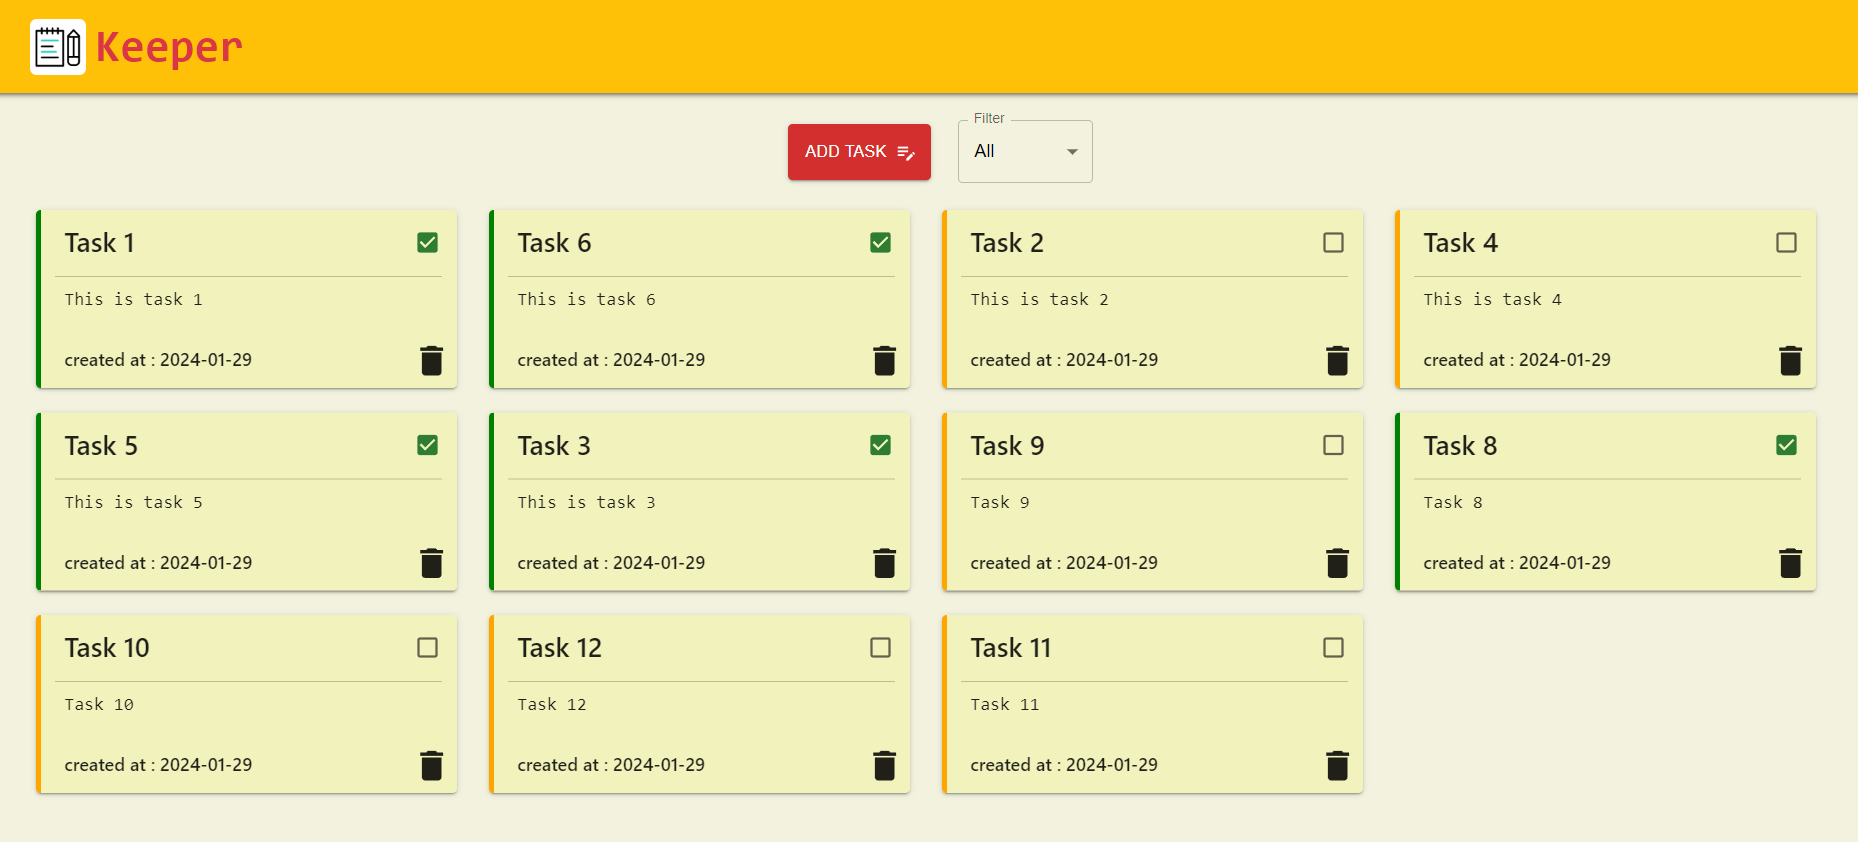 Keeper
ADD TASK
Filter
All
Task 1
This is task 1
created at : 2024-01-29
Task 6
This is task 6
created at : 2024-01-29
Task 2
This is task 2
created at : 2024-01-29
Task 4
This is task 4
created at : 2024-01-29
Task 5
This is task 5
created at : 2024-01-29
Task 3
This is task 3
created at : 2024-01-29
Task 9
Task 9
created at : 2024-01-29
Task 8
Task 8
created at : 2024-01-29
Task 10
Task 10
created at : 2024-01-29
Task 12
Task 12
created at : 2024-01-29
Task 11
Task 11
created at : 2024-01-29